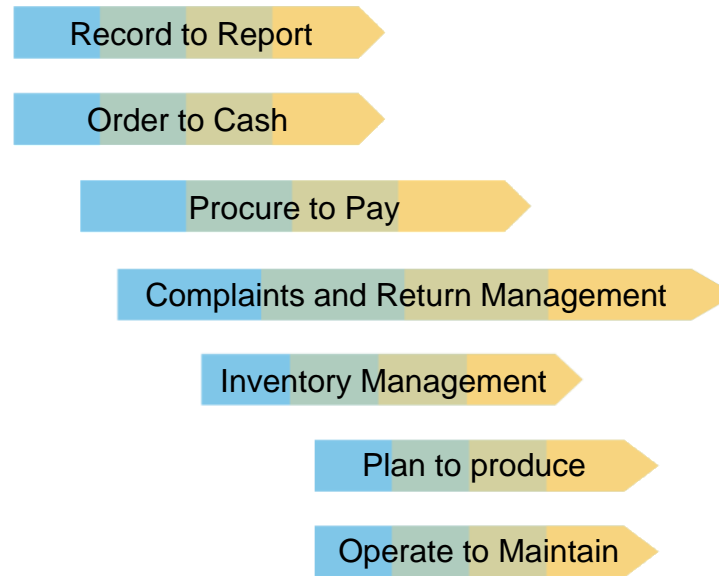 Record to Report
Order to Cash
Procure to Pay
Complaints and Return Management
Inventory Management
Plan to produce
Operate to Maintain